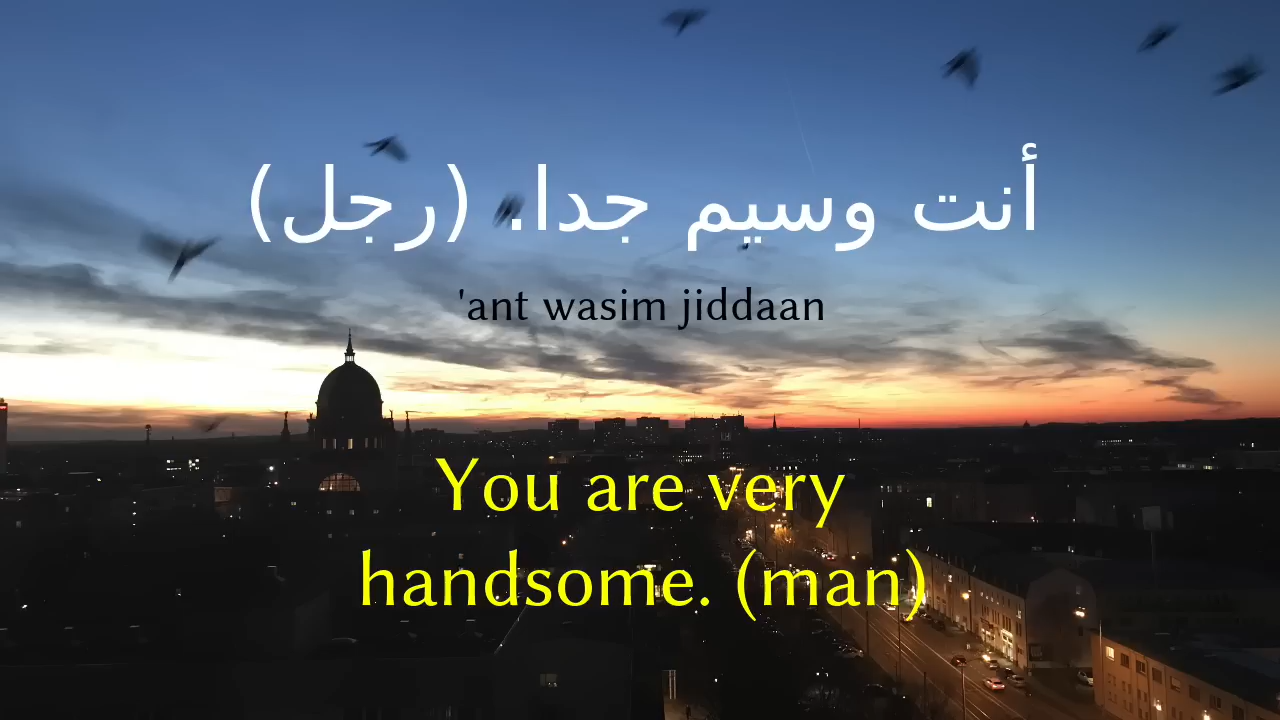 أنت وسيم جدا. (رجل)
'ant wasim jiddaan
You are very
handsome. (man)